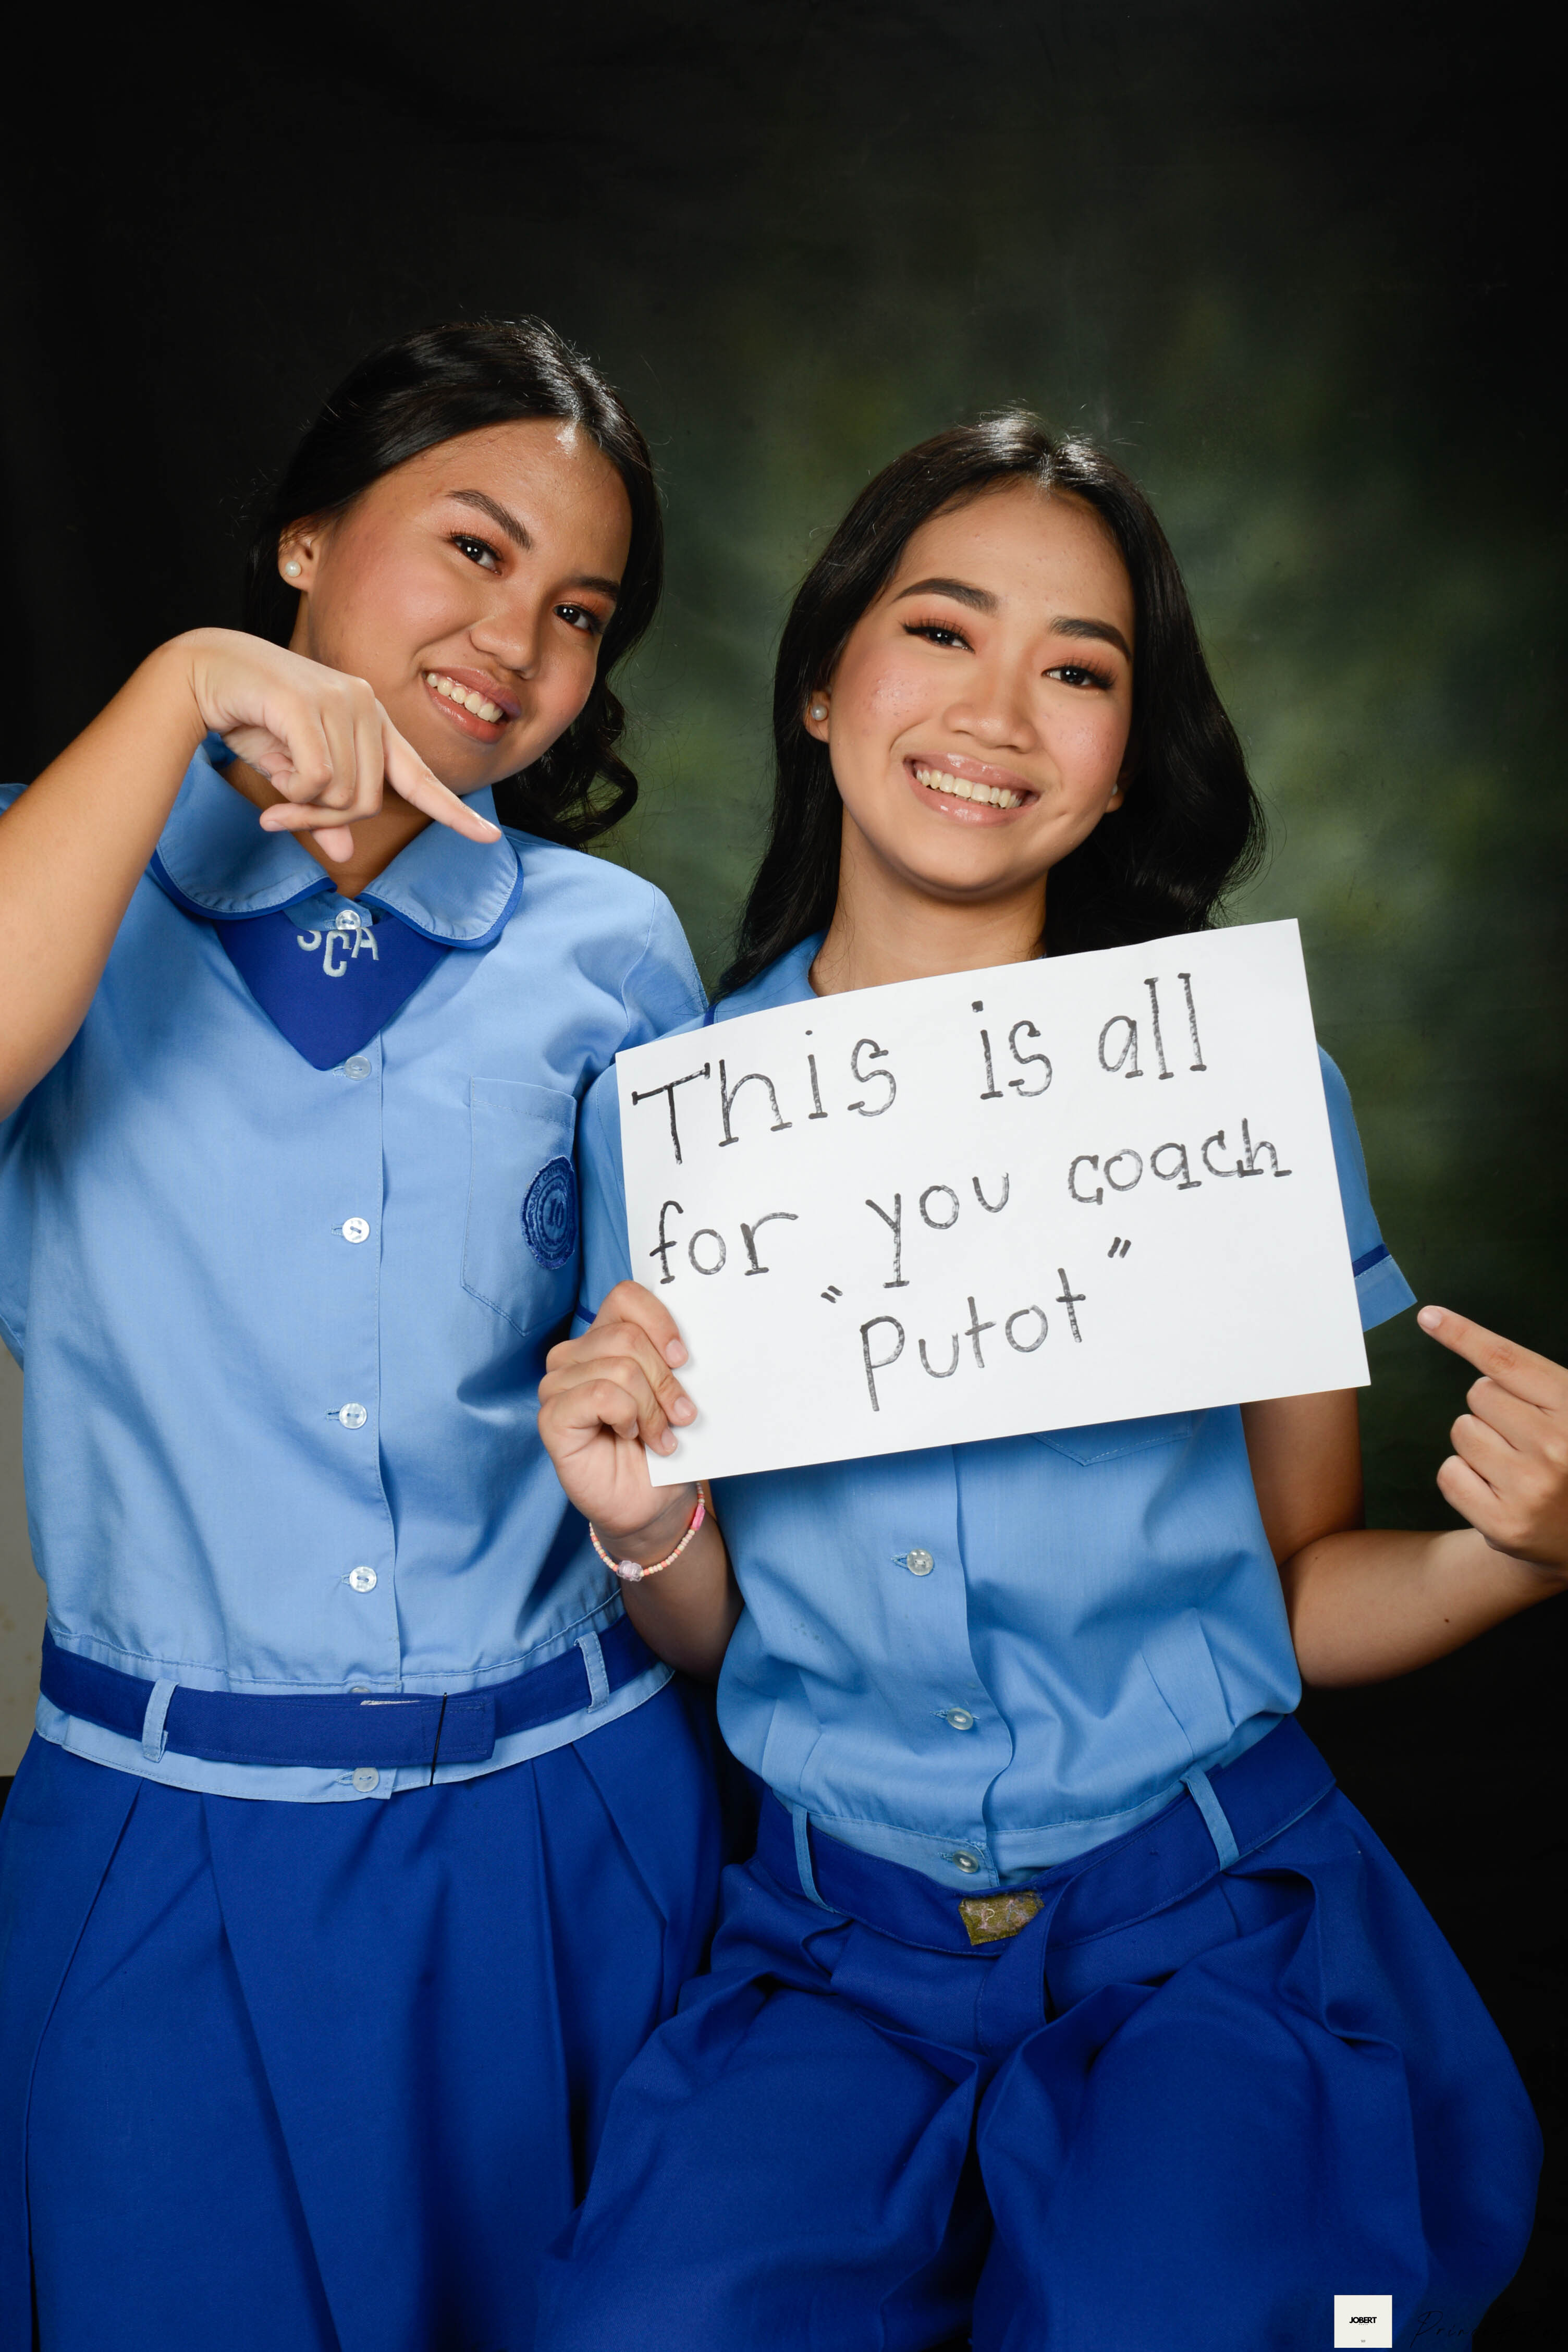 SCA
This is all
for you coach
"Putot"
JOBERT